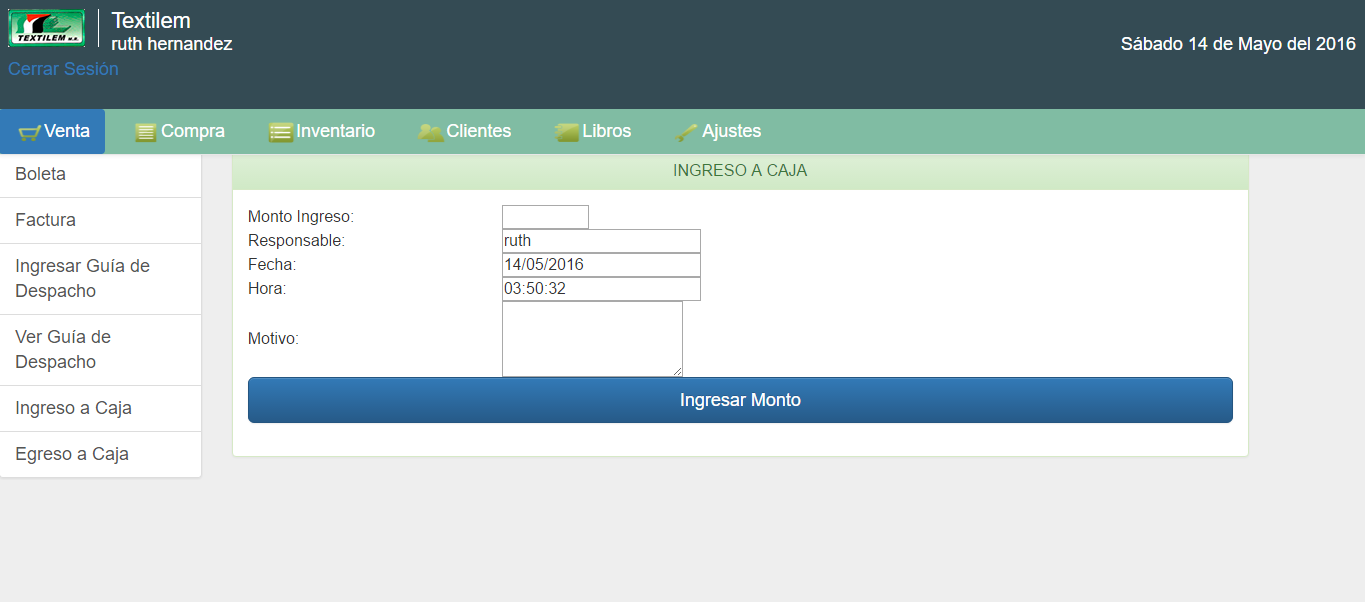 TEXTILEM S.A.
Textilem
ruth hernandez
Cerrar Sesión
Sábado 14 de Mayo del 2016
Venta
Compra
Inventario
Clientes
Libros
Ajustes
Boleta
Factura
Ingresar Guía de
Despacho
Ver Guía de
Despacho
Ingreso a Caja
Egreso a Caja
INGRESO A CAJA
Monto Ingreso:
Responsable: ruth
Fecha: 14/05/2016
Hora: 03:50:32
Motivo:
Ingresar Monto